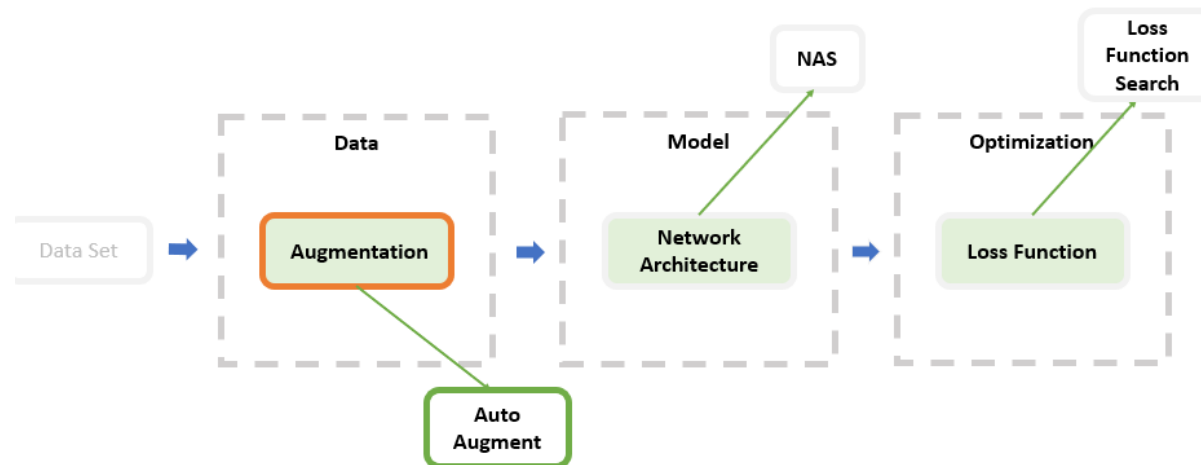 Loss
Function
Search
NAS
Data
Model
Optimization
Data Set
Augmentation
Network
Architecture
Loss Function
Auto
Augment